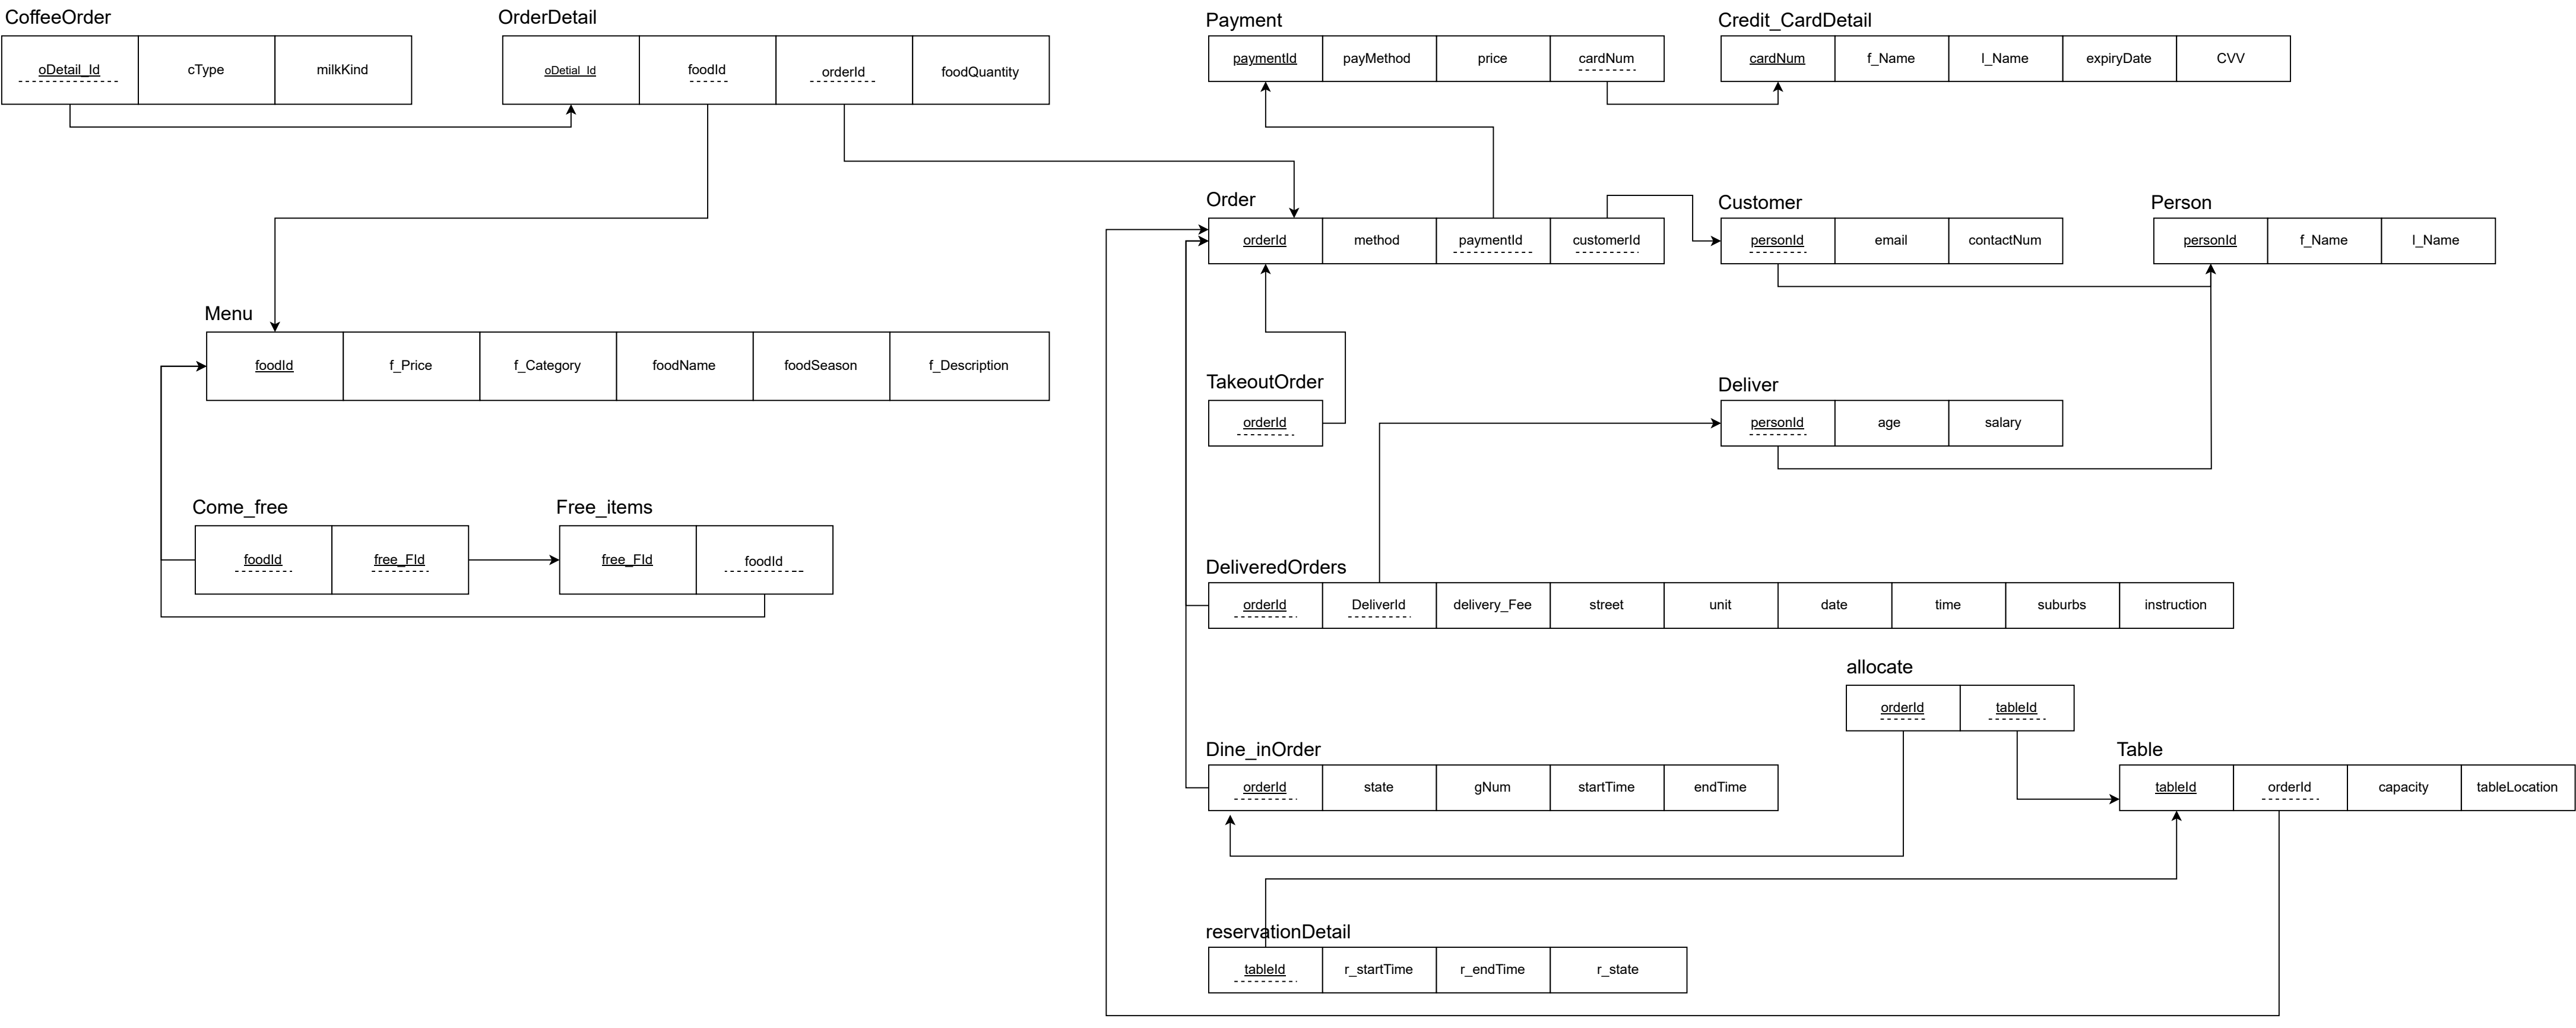 CoffeeOrder
oDetail_Id cType milkKind
OrderDetail
oDetial_Id foodId orderId foodQuantity
Payment
paymentId payMethod price cardNum
Credit_CardDetail
cardNum f_Name l_Name expiryDate CVV
Order
orderId method paymentId customerId
Customer
personId email contactNum
Person
personId f_Name l_Name
Menu
foodId f_Price f_Category foodName foodSeason f_Description
TakeoutOrder
orderId
Deliver
personId age salary
Come_free
foodId free_FId
Free_items
free_FId foodId
DeliveredOrders
orderId DeliverId delivery_Fee street unit date time suburbs instruction
allocate
orderId tableId
Dine_inOrder
orderId state gNum startTime endTime
Table
tableId orderId capacity tableLocation
reservationDetail
tableId r_startTime r_endTime r_state